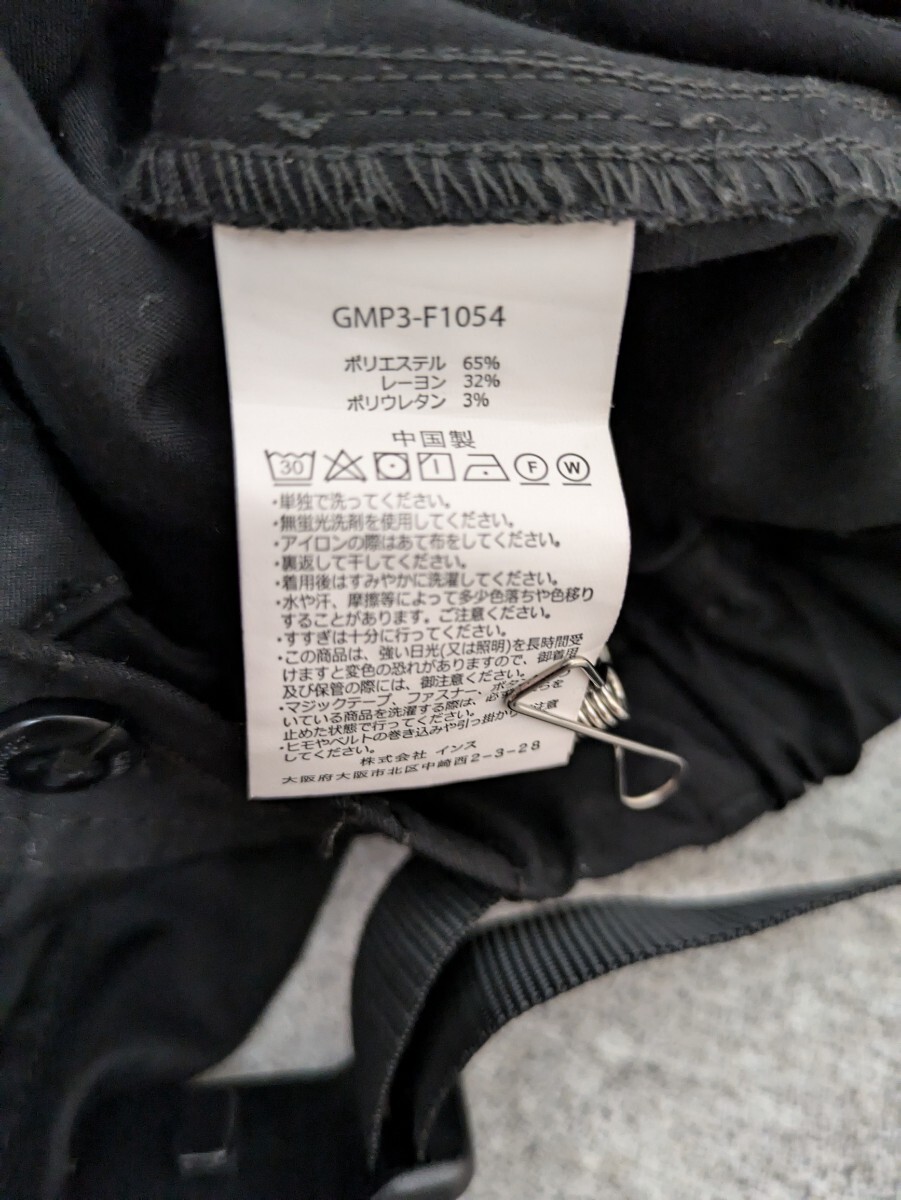 GMP3-F1054
ポリエステル 65%
レーヨン 32%
ポリウレタン 3%
中国製
30 F W
・単独で洗ってください。
・無蛍光洗剤を使用してください。
・アイロンの際はあて布をしてください。
・裏返して干してください。
・着用後はすみやかに洗濯してください。
・水や汗、摩擦等によって多少色落ちや色移り
することがあります。ご注意ください。
・すすぎは十分に行ってください。
・この商品は、強い日光(又は照明)を長時間受
けますと変色の恐れがありますので、御着用
及び保管の際には、御注意ください。
・マジックテープ、ファスナー、ボタン
いている商品を洗濯する際は、必
止めた状態で行ってください。
・ヒモやベルトの巻き込みや引っ掛かり 注意
してください。
株式会社 インス
大阪府大阪市北区中崎西2-3-28